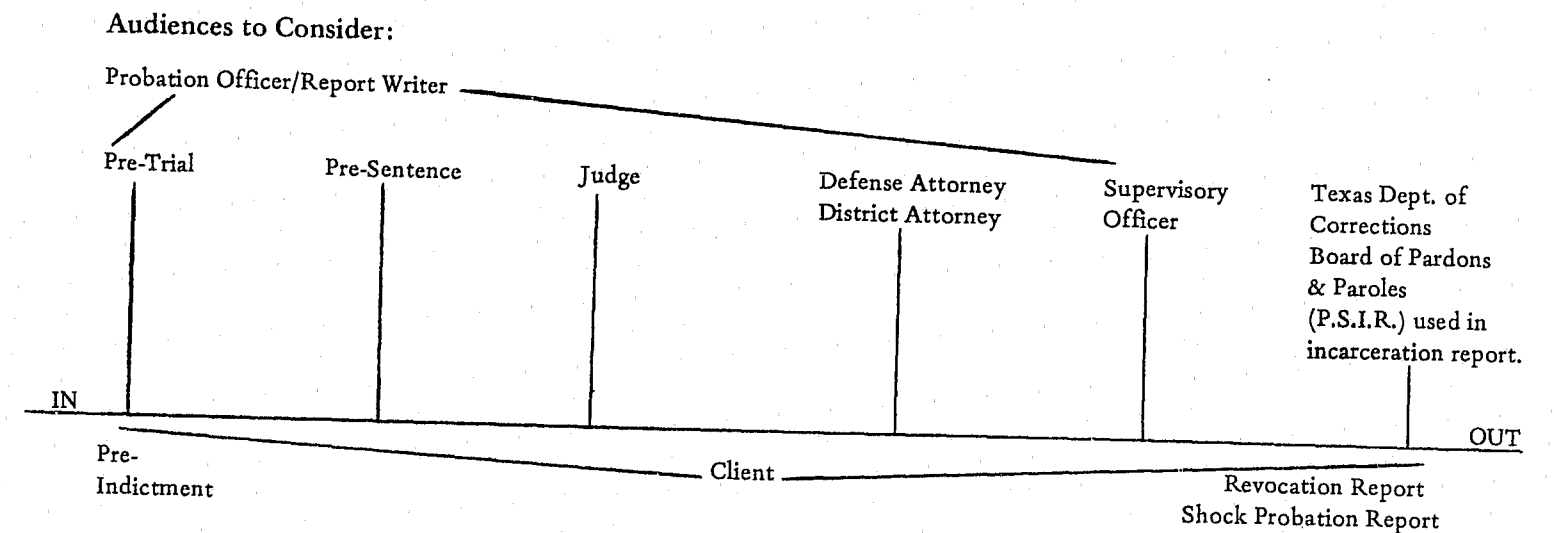 Audiences to Consider:
Probation Officer/Report Writer
Pre-Trial
Pre-Sentence
Judge
Defense Attorney
District Attorney
Supervisory
Officer
Texas Dept. of
Corrections
Board of Pardons
& Paroles
(P.S.I.R.) used in
incarceration report.
IN
OUT
Pre-
Indictment
Client
Revocation Report
Shock Probation Report